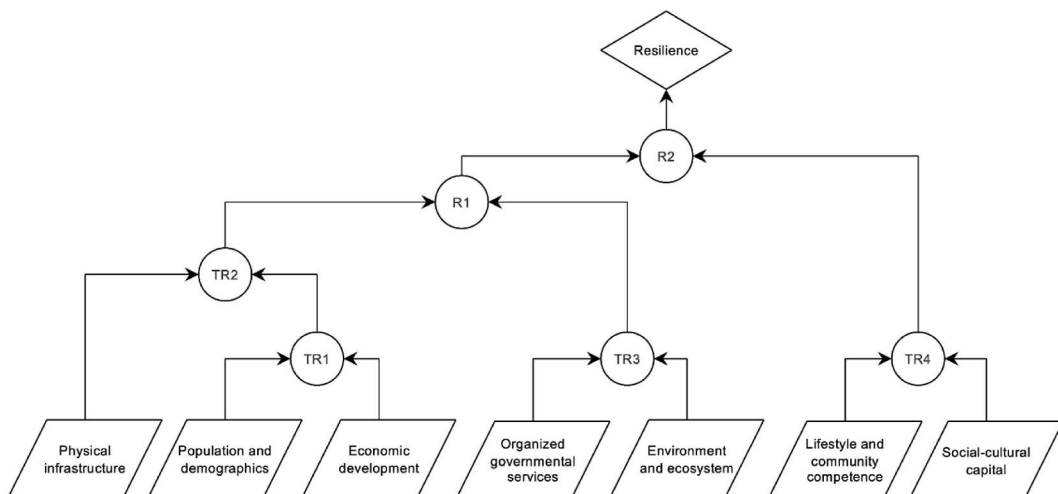 Resilience
R2
R1
TR2
TR1
TR3
TR4
Physical
infrastructure
Population and
demographics
Economic
development
Organized
governmental
services
Environment
and ecosystem
Lifestyle and
community
competence
Social-cultural
capital